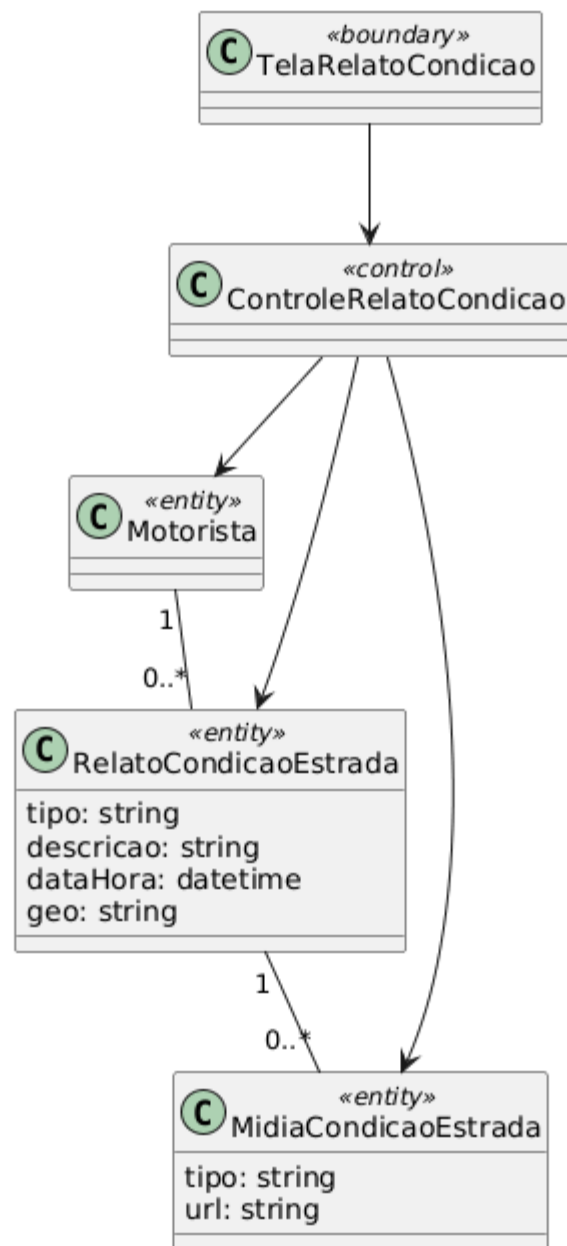 C
«boundary»
TelaRelatoCondicao
C
«control»
ControleRelatoCondicao
C
«entity»
Motorista
1
0..*
C
«entity»
RelatoCondicaoEstrada
tipo: string
descricao: string
dataHora: datetime
geo: string
1
0..*
C
«entity»
MidiaCondicaoEstrada
tipo: string
url: string